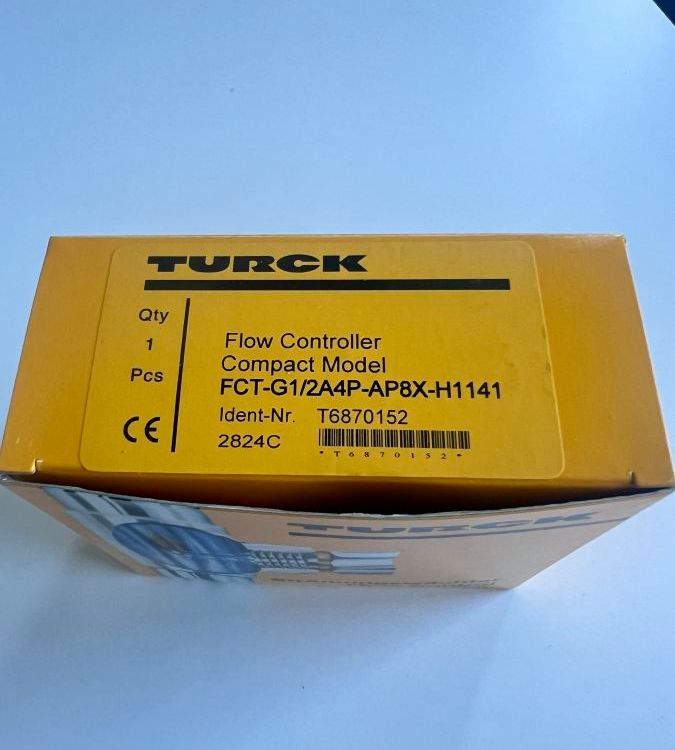 TURCK
Qty
1
Pcs
Flow Controller
Compact Model
FCT-G1/2A4P-AP8X-H1141
Ident-Nr. T6870152
2824C
*T6870152*
CE
TURCK